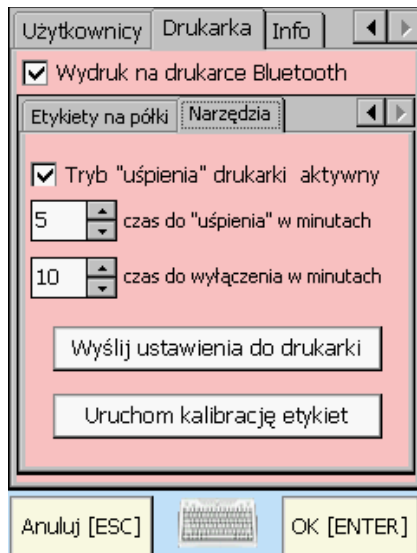 Użytkownicy Drukarka Info
Wydruk na drukarce Bluetooth
Etykiety na półki Narzędzia
Tryb "uśpienia" drukarki aktywny
5 czas do "uśpienia" w minutach
10 czas do wyłączenia w minutach
Wyślij ustawienia do drukarki
Uruchom kalibrację etykiet
Anuluj [ESC] OK [ENTER]